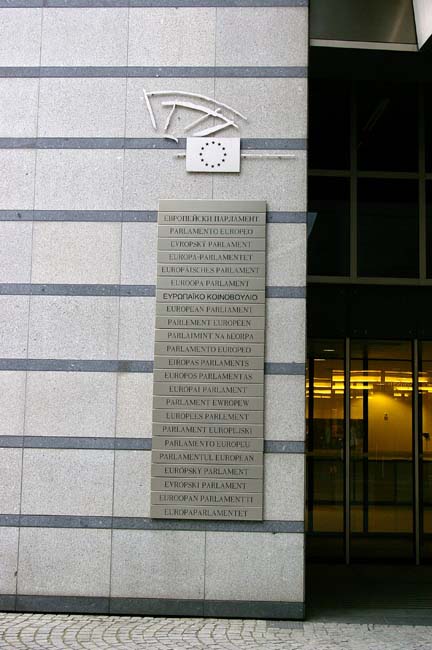 ЕВРОПЕЙСКИ ПАРЛАМЕНТ
PARLAMENTO EUROPEO
EVROPSKÝ PARLAMENT
EUROPA-PARLAMENTET
EUROPÄISCHES PARLAMENT
EUROOPA PARLAMENT
ΕΥΡΩΠΑΪΚΟ ΚΟΙΝΟΒΟΥΛΙΟ
EUROPEAN PARLIAMENT
PARLEMENT EUROPÉEN
PARLAIMINT NA hEORPA
PARLAMENTO EUROPEO
EIROPAS PARLAMENTS
EUROPOS PARLAMENTAS
EURÓPAI PARLAMENT
PARLAMENT EWROPEW
EUROPEES PARLEMENT
PARLAMENT EUROPEJSKI
PARLAMENTO EUROPEU
PARLAMENTUL EUROPEAN
EURÓPSKY PARLAMENT
EVROPSKI PARLAMENT
EUROOPAN PARLAMENTTI
EUROPAPARLAMENTET